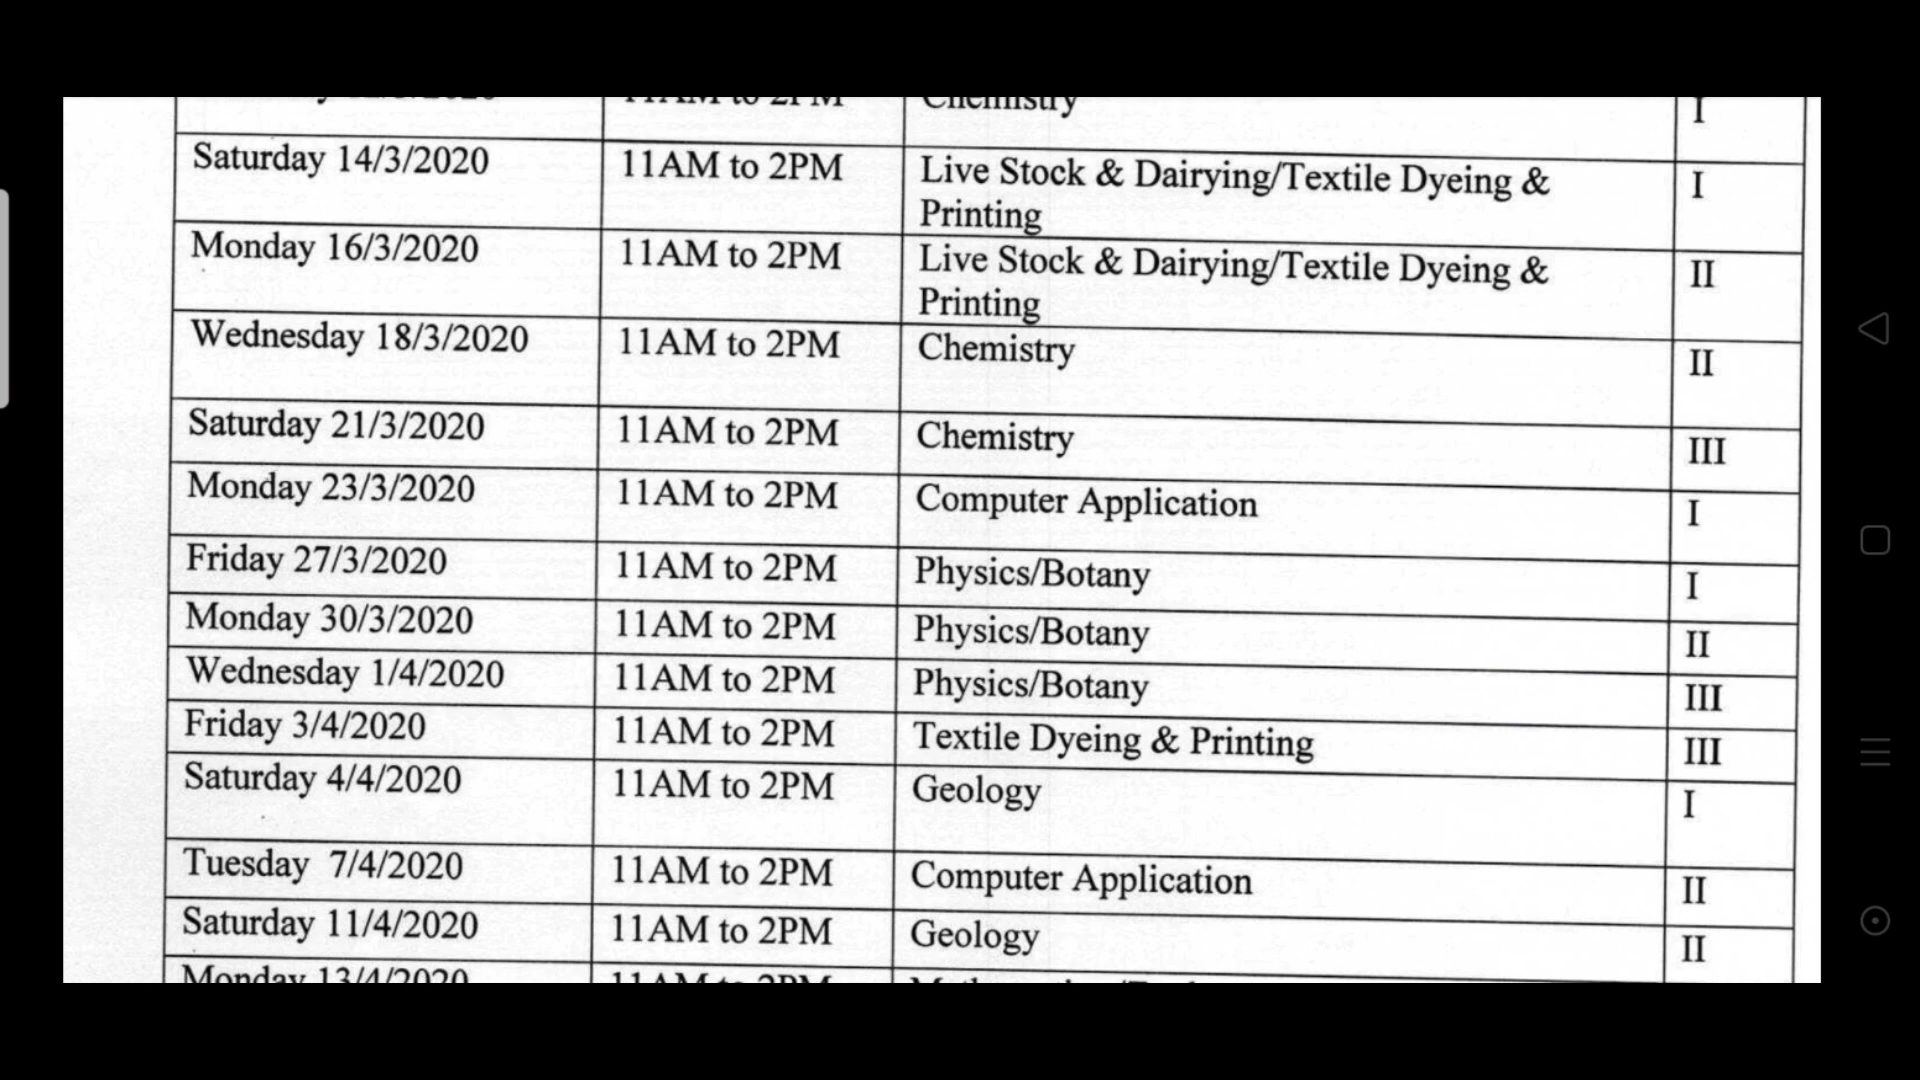 11AM to 2PM Chemistry I
Saturday 14/3/2020 11AM to 2PM Live Stock & Dairying/Textile Dyeing & I
Printing
Monday 16/3/2020 11AM to 2PM Live Stock & Dairying/Textile Dyeing & II
Printing
Wednesday 18/3/2020 11AM to 2PM Chemistry II
Saturday 21/3/2020 11AM to 2PM Chemistry III
Monday 23/3/2020 11AM to 2PM Computer Application I
Friday 27/3/2020 11AM to 2PM Physics/Botany I
Monday 30/3/2020 11AM to 2PM Physics/Botany II
Wednesday 1/4/2020 11AM to 2PM Physics/Botany III
Friday 3/4/2020 11AM to 2PM Textile Dyeing & Printing III
Saturday 4/4/2020 11AM to 2PM Geology I
Tuesday 7/4/2020 11AM to 2PM Computer Application II
Saturday 11/4/2020 11AM to 2PM Geology II
Monday 13/4/2020 11AM to 2PM